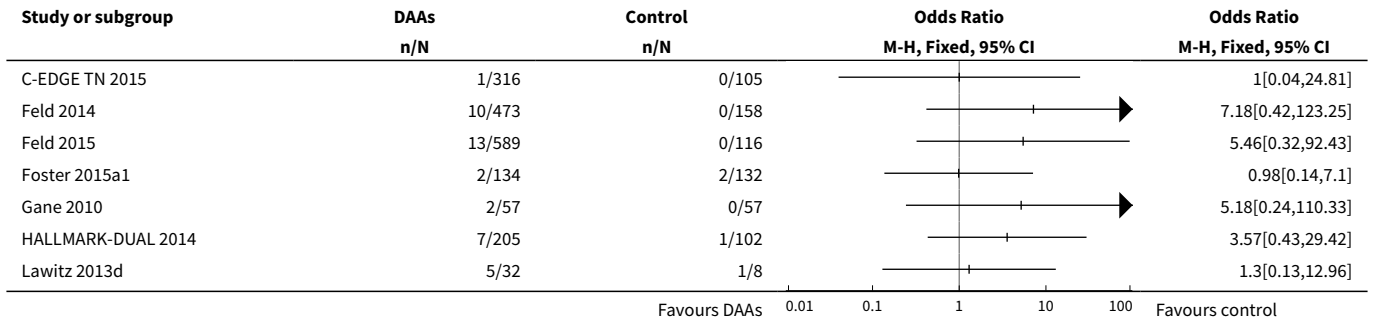 Study or subgroup DAAs Control Odds Ratio Odds Ratio
n/N n/N M-H, Fixed, 95% CI M-H, Fixed, 95% CI
C-EDGE TN 2015 1/316 0/105 1[0.04,24.81]
Feld 2014 10/473 0/158 7.18[0.42,123.25]
Feld 2015 13/589 0/116 5.46[0.32,92.43]
Foster 2015a1 2/134 2/132 0.98[0.14,7.1]
Gane 2010 2/57 0/57 5.18[0.24,110.33]
HALLMARK-DUAL 2014 7/205 1/102 3.57[0.43,29.42]
Lawitz 2013d 5/32 1/8 1.3[0.13,12.96]
Favours DAAs 0.01 0.1 1 10 100 Favours control